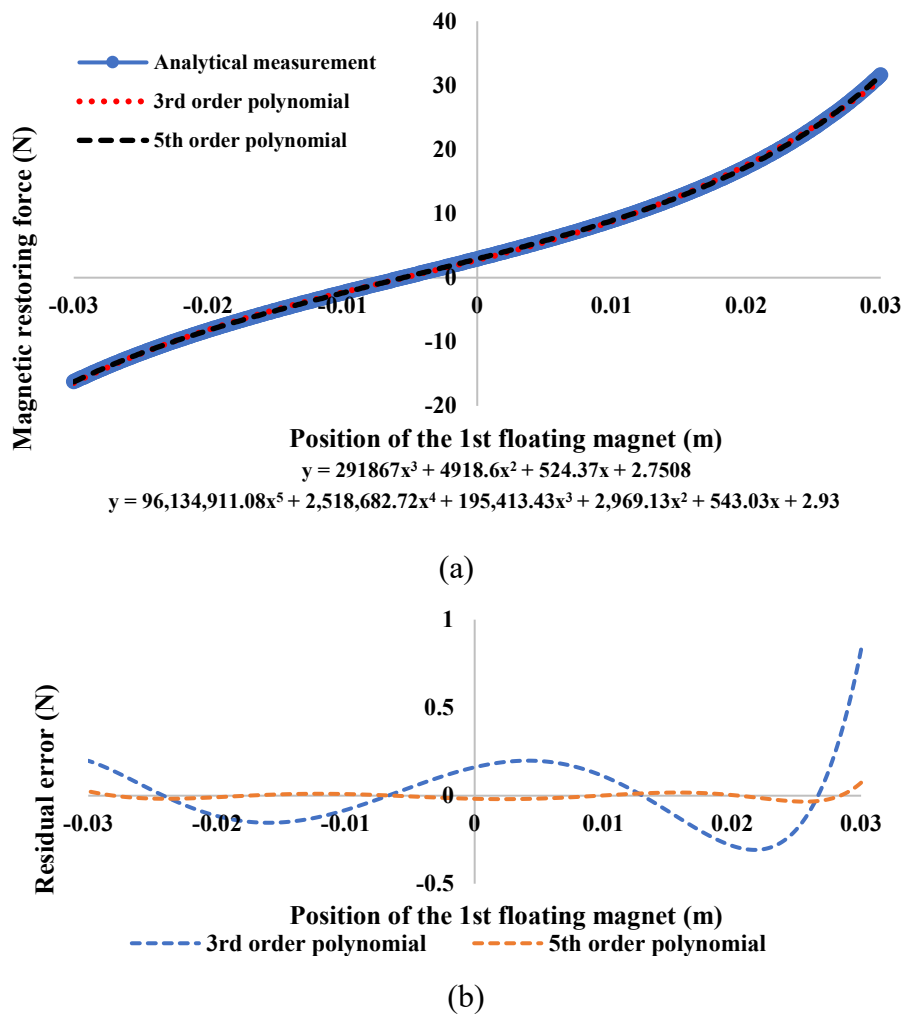 40
Analytical measurement
30
3rd order polynomial
5th order polynomial
20
10
0
-0.03 -0.02 -0.01 0 0.01 0.02 0.03
-10
-20
Magnetic restoring force (N)
Position of the 1st floating magnet (m)
y = 291867x³ + 4918.6x² + 524.37x + 2.7508
y = 96,134,911.08x⁵ + 2,518,682.72x⁴ + 195,413.43x³ + 2,969.13x² + 543.03x + 2.93
(a)
1
0.5
0
-0.03 -0.02 -0.01 0 0.01 0.02 0.03
-0.5
Residual error (N)
Position of the 1st floating magnet (m)
3rd order polynomial 5th order polynomial
(b)